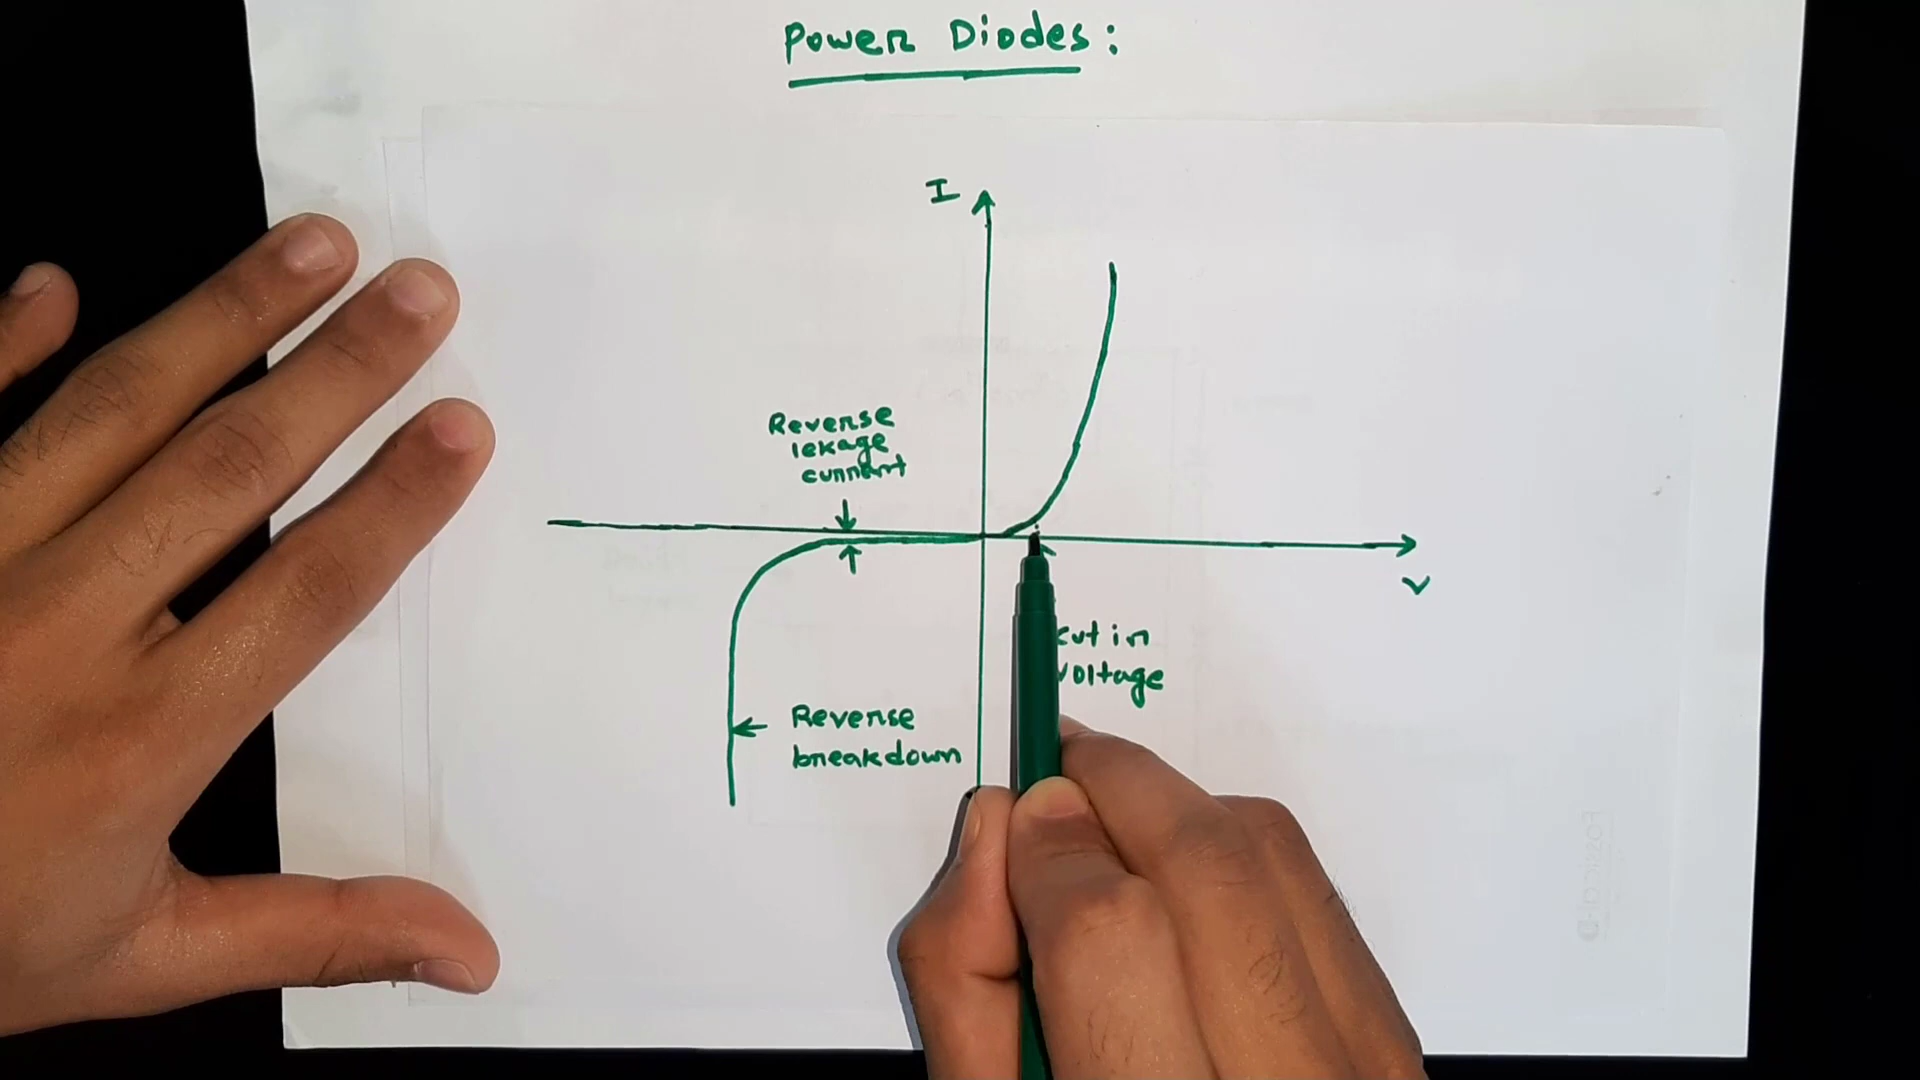 Power Diodes:
I
Reverse
lekage
current
V
cut in
voltage
Reverse
breakdown